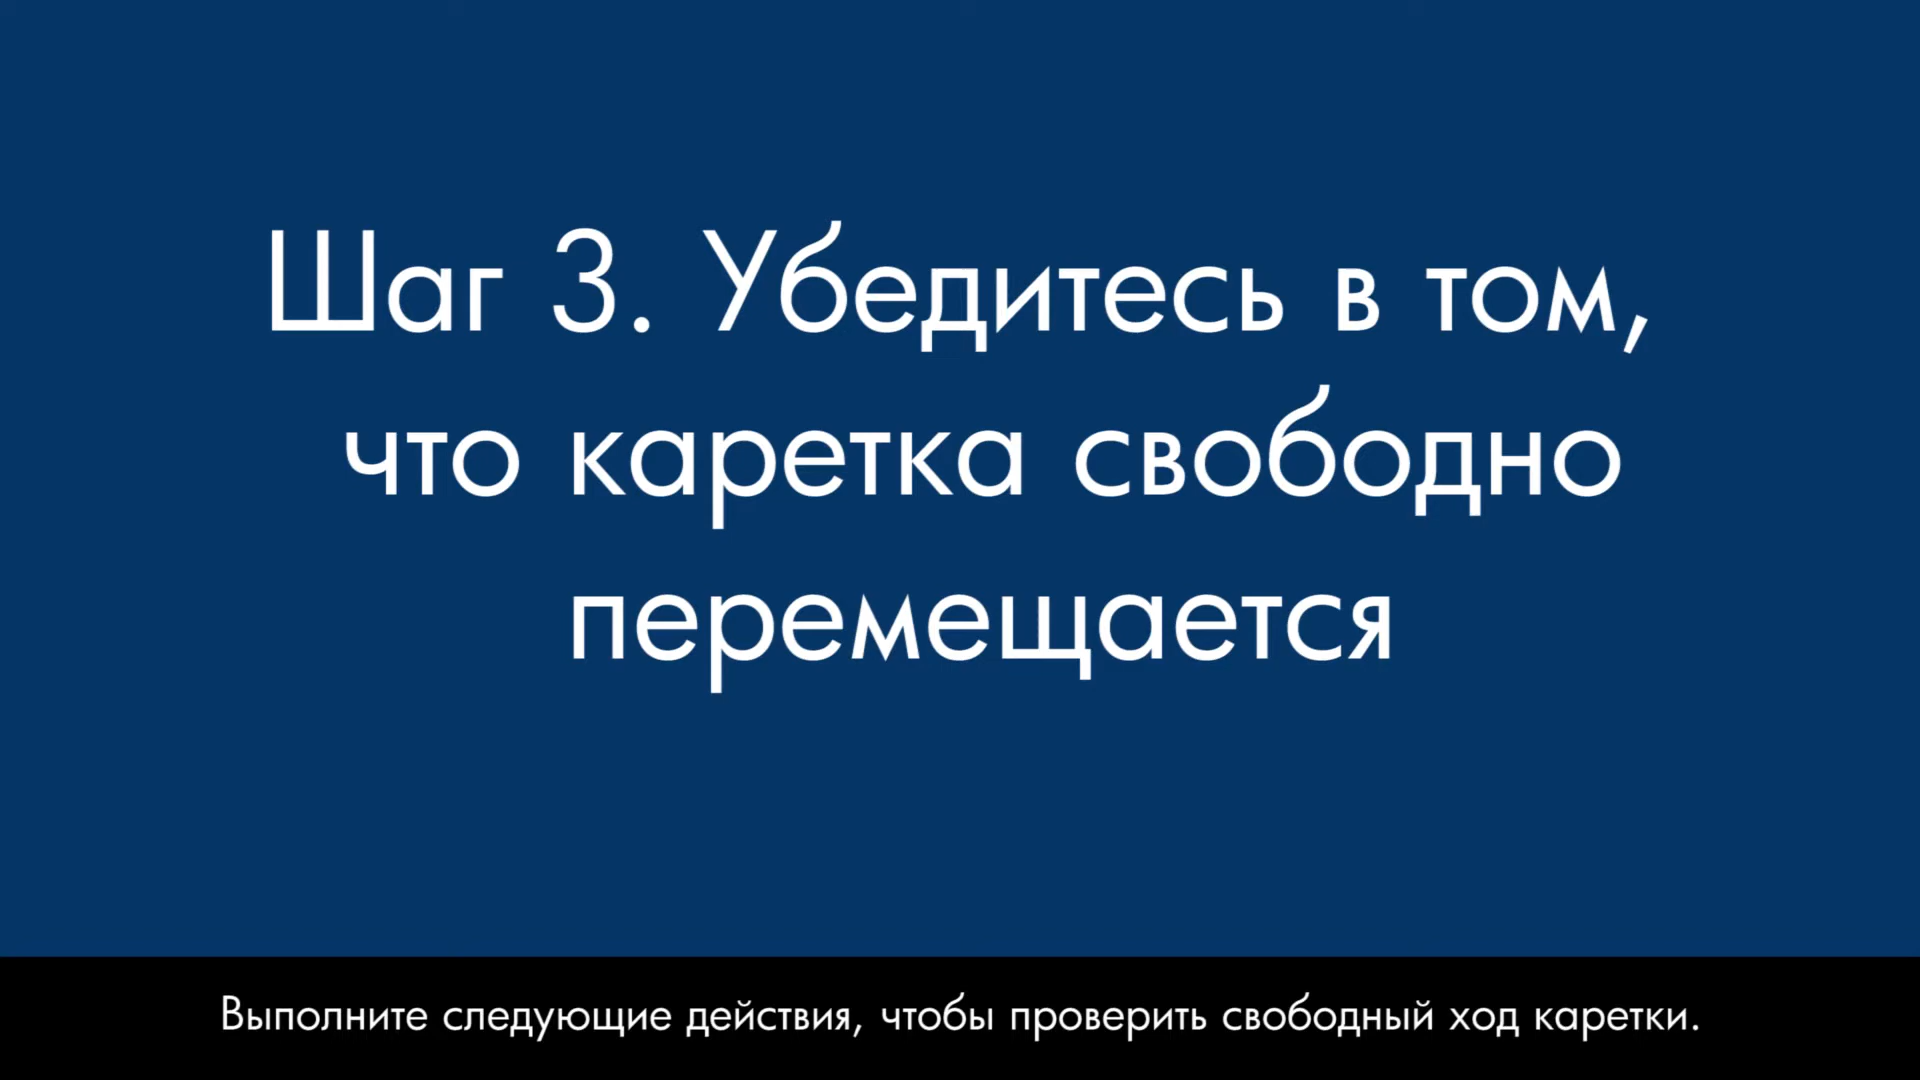 Шаг 3. Убедитесь в том,
что каретка свободно
перемещается
Выполните следующие действия, чтобы проверить свободный ход каретки.